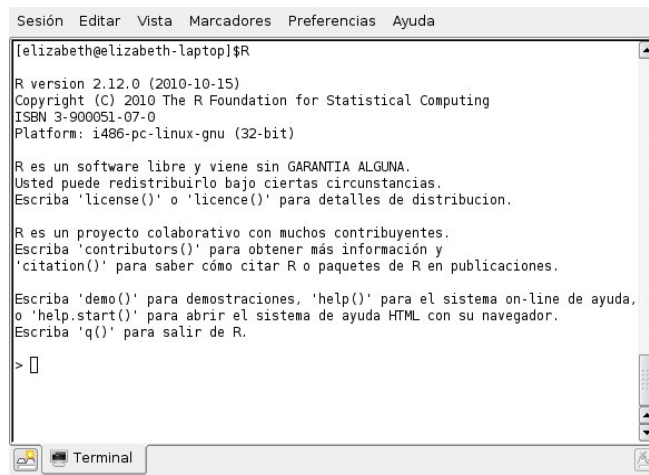 Sesión Editar Vista Marcadores Preferencias Ayuda
[elizabeth@elizabeth-laptop]$R
R version 2.12.0 (2010-10-15)
Copyright (C) 2010 The R Foundation for Statistical Computing
ISBN 3-900051-07-0
Platform: i486-pc-linux-gnu (32-bit)
R es un software libre y viene sin GARANTIA ALGUNA.
Usted puede redistribuirlo bajo ciertas circunstancias.
Escriba 'license()' o 'licence()' para detalles de distribucion.
R es un proyecto colaborativo con muchos contribuyentes.
Escriba 'contributors()' para obtener más información y
'citation()' para saber cómo citar R o paquetes de R en publicaciones.
Escriba 'demo()' para demostraciones, 'help()' para el sistema on-line de ayuda,
o 'help.start()' para abrir el sistema de ayuda HTML con su navegador.
Escriba 'q()' para salir de R.
>
Terminal